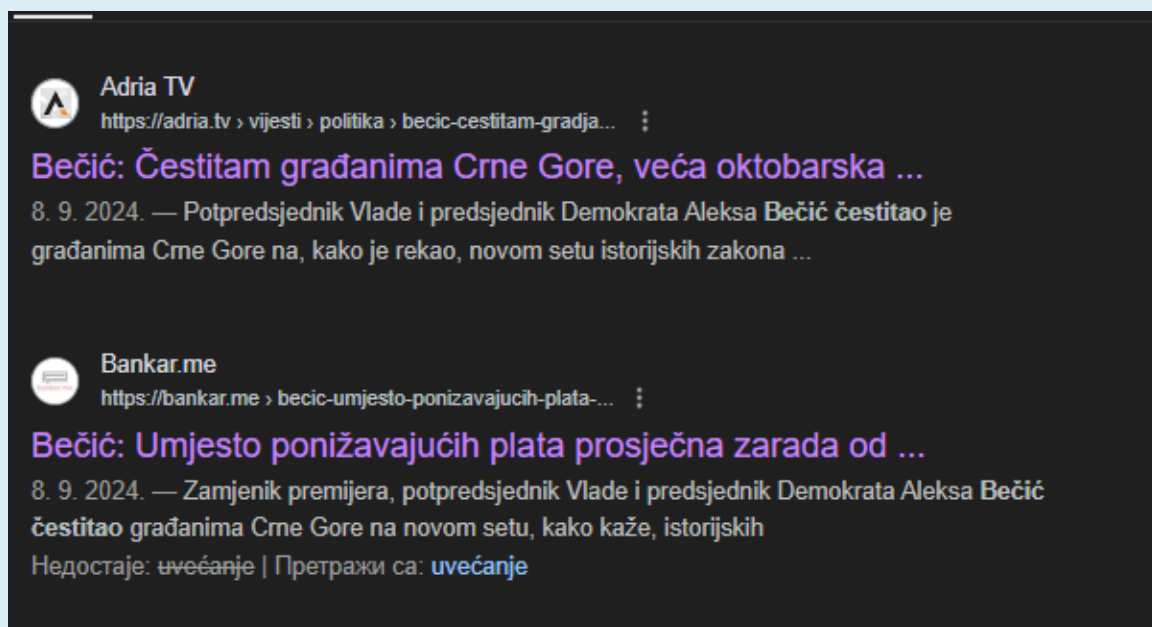 Adria TV
https://adria.tv › vijesti › politika › becic-cestitam-gradja...
Bečić: Čestitam građanima Crne Gore, veća oktobarska ...
8. 9. 2024. — Potpredsjednik Vlade i predsjednik Demokrata Aleksa Bečić čestitao je
građanima Crne Gore na, kako je rekao, novom setu istorijskih zakona ...
Bankar.me
https://bankar.me › becic-umjesto-ponizavajucih-plata-...
Bečić: Umjesto ponižavajućih plata prosječna zarada od ...
8. 9. 2024. — Zamjenik premijera, potpredsjednik Vlade i predsjednik Demokrata Aleksa Bečić
čestitao građanima Crne Gore na novom setu, kako kaže, istorijskih
Недостаје: uvećanje | Претражи са: uvećanje